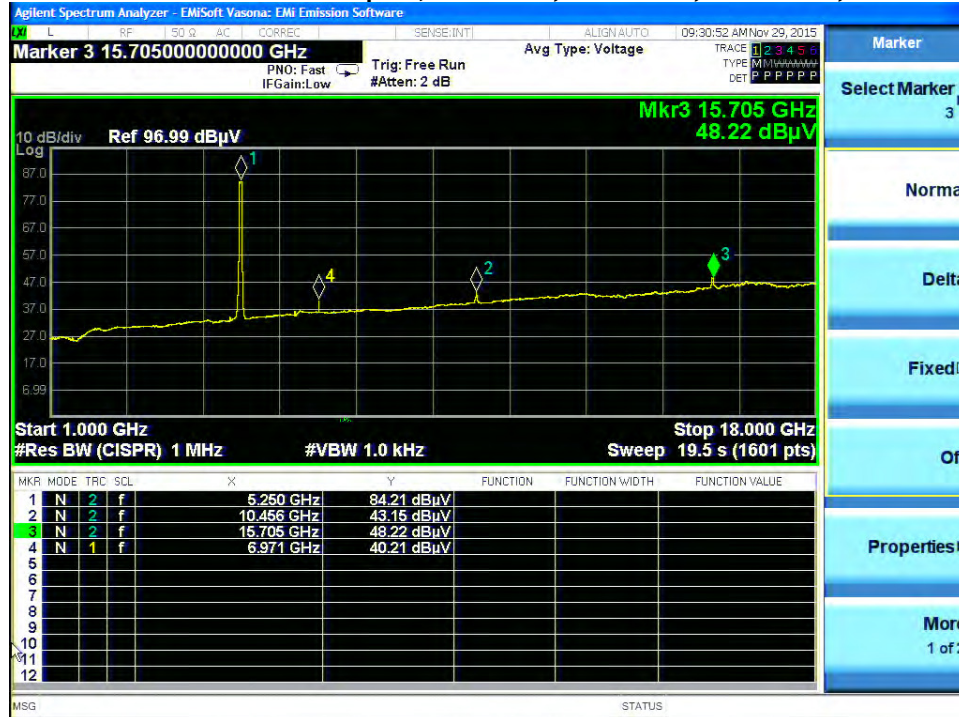 Agilent Spectrum Analyzer - EMiSoft Vasona: EMi Emission Software
LXI L RF 50 Ω AC CORREC SENSE:INT ALIGN AUTO 09:30:52 AM Nov 29, 2015
Marker 3 15.705000000000 GHz
PNO: Fast
IFGain:Low
Trig: Free Run
#Atten: 2 dB
Avg Type: Voltage
TRACE 1 2 3 4 5 6
TYPE M M W W W W
DET P P P P P P
Mkr3 15.705 GHz
48.22 dBµV
10 dB/div Ref 96.99 dBµV
Log
87.0
77.0
67.0
57.0
47.0
37.0
27.0
17.0
6.99
1
4
2
3
Start 1.000 GHz Stop 18.000 GHz
#Res BW (CISPR) 1 MHz #VBW 1.0 kHz Sweep 19.5 s (1601 pts)
MKR MODE TRC SCL X Y FUNCTION FUNCTION WIDTH FUNCTION VALUE
1 N 2 f 5.250 GHz 84.21 dBµV
2 N 2 f 10.456 GHz 43.15 dBµV
3 N 2 f 15.705 GHz 48.22 dBµV
4 N 1 f 6.971 GHz 40.21 dBµV
5
6
7
8
9
10
11
12
MSG STATUS
Marker
Select Marker
3
Norma
Delta
Fixed
Of
Properties
More
1 of 2